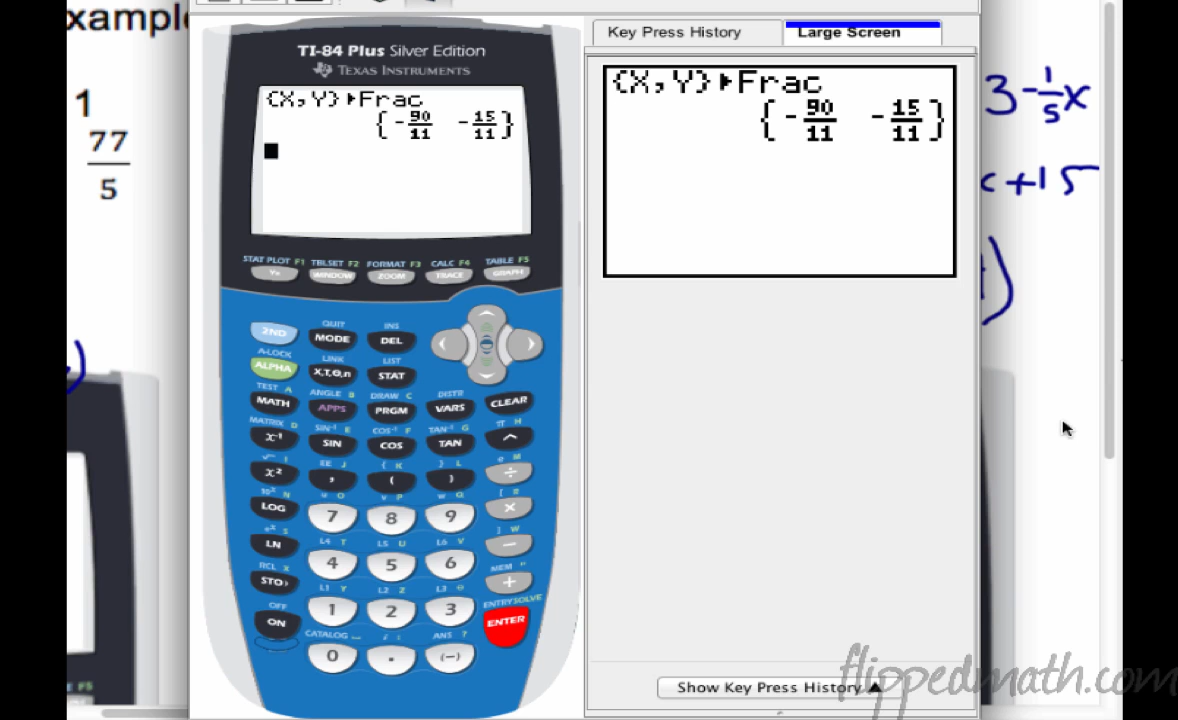 example
1
77
5
TI-84 Plus Silver Edition
TEXAS INSTRUMENTS
{X,Y}▶Frac
{-90/11 -15/11}
STAT PLOT F1 TBLSET F2 FORMAT F3 CALC F4 TABLE F5
Y= WINDOW ZOOM TRACE GRAPH
QUIT INS
2ND MODE DEL
A-LOCK LINK LIST
ALPHA X,T,Θ,n STAT
TEST A ANGLE B DRAW C DISTR
MATH APPS PRGM VARS CLEAR
MATRIX D SIN⁻¹ E COS⁻¹ F TAN⁻¹ G π H
x⁻¹ SIN COS TAN ^
√ I EE J { K } L e M
x² , ( ) ÷
10ˣ N u O v P w Q [ R
LOG 7 8 9 ×
eˣ S L4 T L5 U L6 V ] W
LN 4 5 6 −
RCL X L1 Y L2 Z L3 θ MEM "
STO› 1 2 3 +
OFF CATALOG i : ANS ? ENTRY SOLVE
ON 0 . (−) ENTER
Key Press History
Large Screen
{X,Y}▶Frac
{-90/11 -15/11}
Show Key Press History ▲
3-1/5x
x+15
)
E F5
flippedmath.com